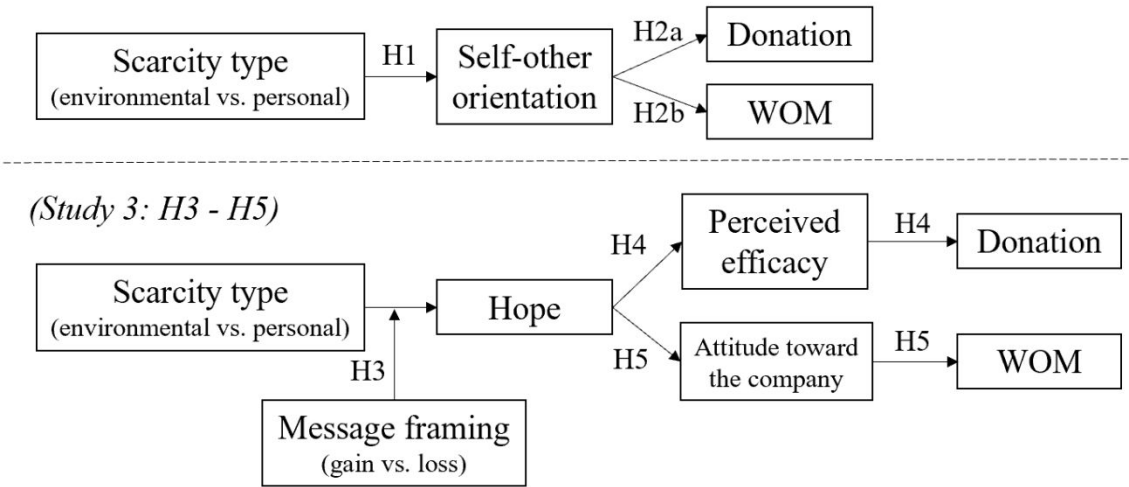 Scarcity type
(environmental vs. personal)
H1
Self-other
orientation
H2a
Donation
H2b
WOM
(Study 3: H3 - H5)
Scarcity type
(environmental vs. personal)
H3
Message framing
(gain vs. loss)
Hope
H4
Perceived
efficacy
H4
Donation
H5
Attitude toward
the company
H5
WOM